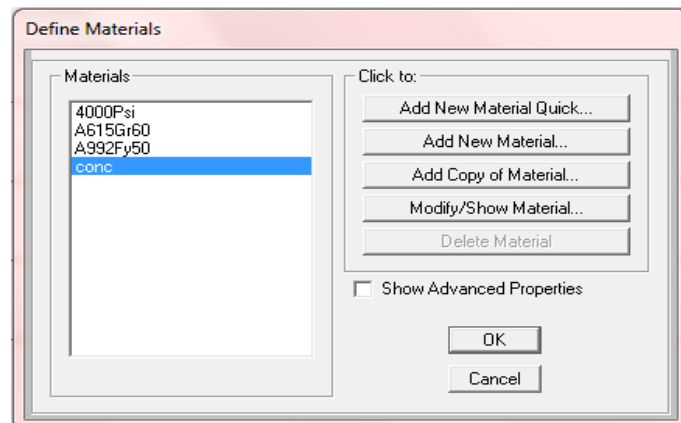 Define Materials
Materials
4000Psi
A615Gr60
A992Fy50
conc
Click to:
Add New Material Quick...
Add New Material...
Add Copy of Material...
Modify/Show Material...
Delete Material
Show Advanced Properties
OK
Cancel